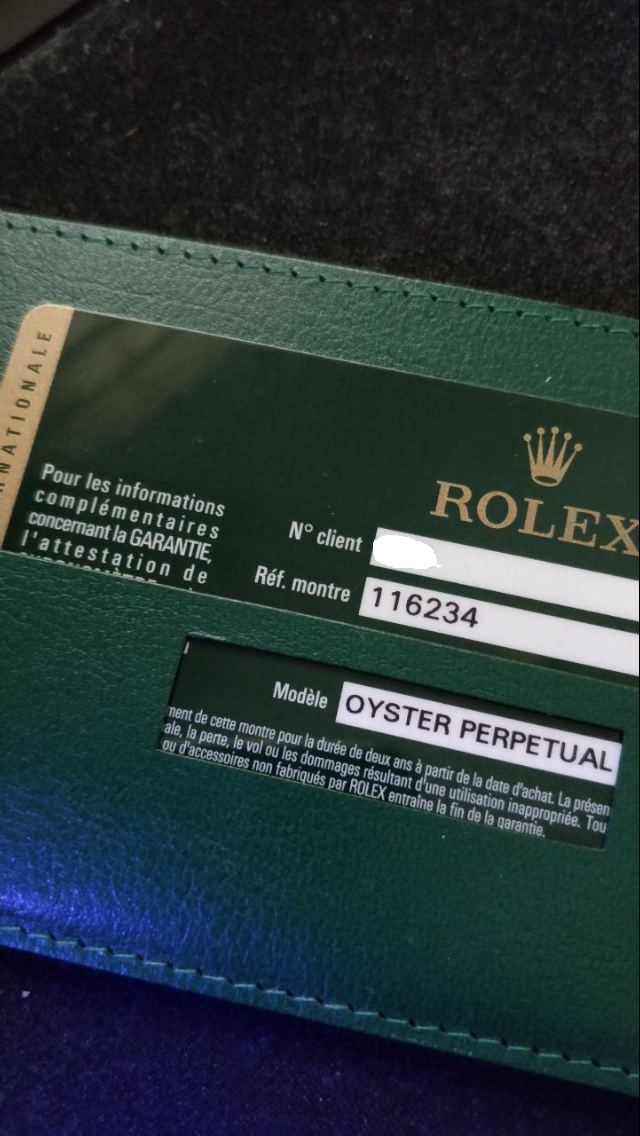 NATIONALE
ROLEX
Pour les informations
complémentaires
concernant la GARANTIE,
l'attestation de
N° client
Réf. montre 116234
Modèle OYSTER PERPETUAL
ment de cette montre pour la durée de deux ans à partir de la date d'achat. La présen
ale, la perte, le vol ou les dommages résultant d'une utilisation inappropriée. Tou
ou d'accessoires non fabriqués par ROLEX entraîne la fin de la garantie.